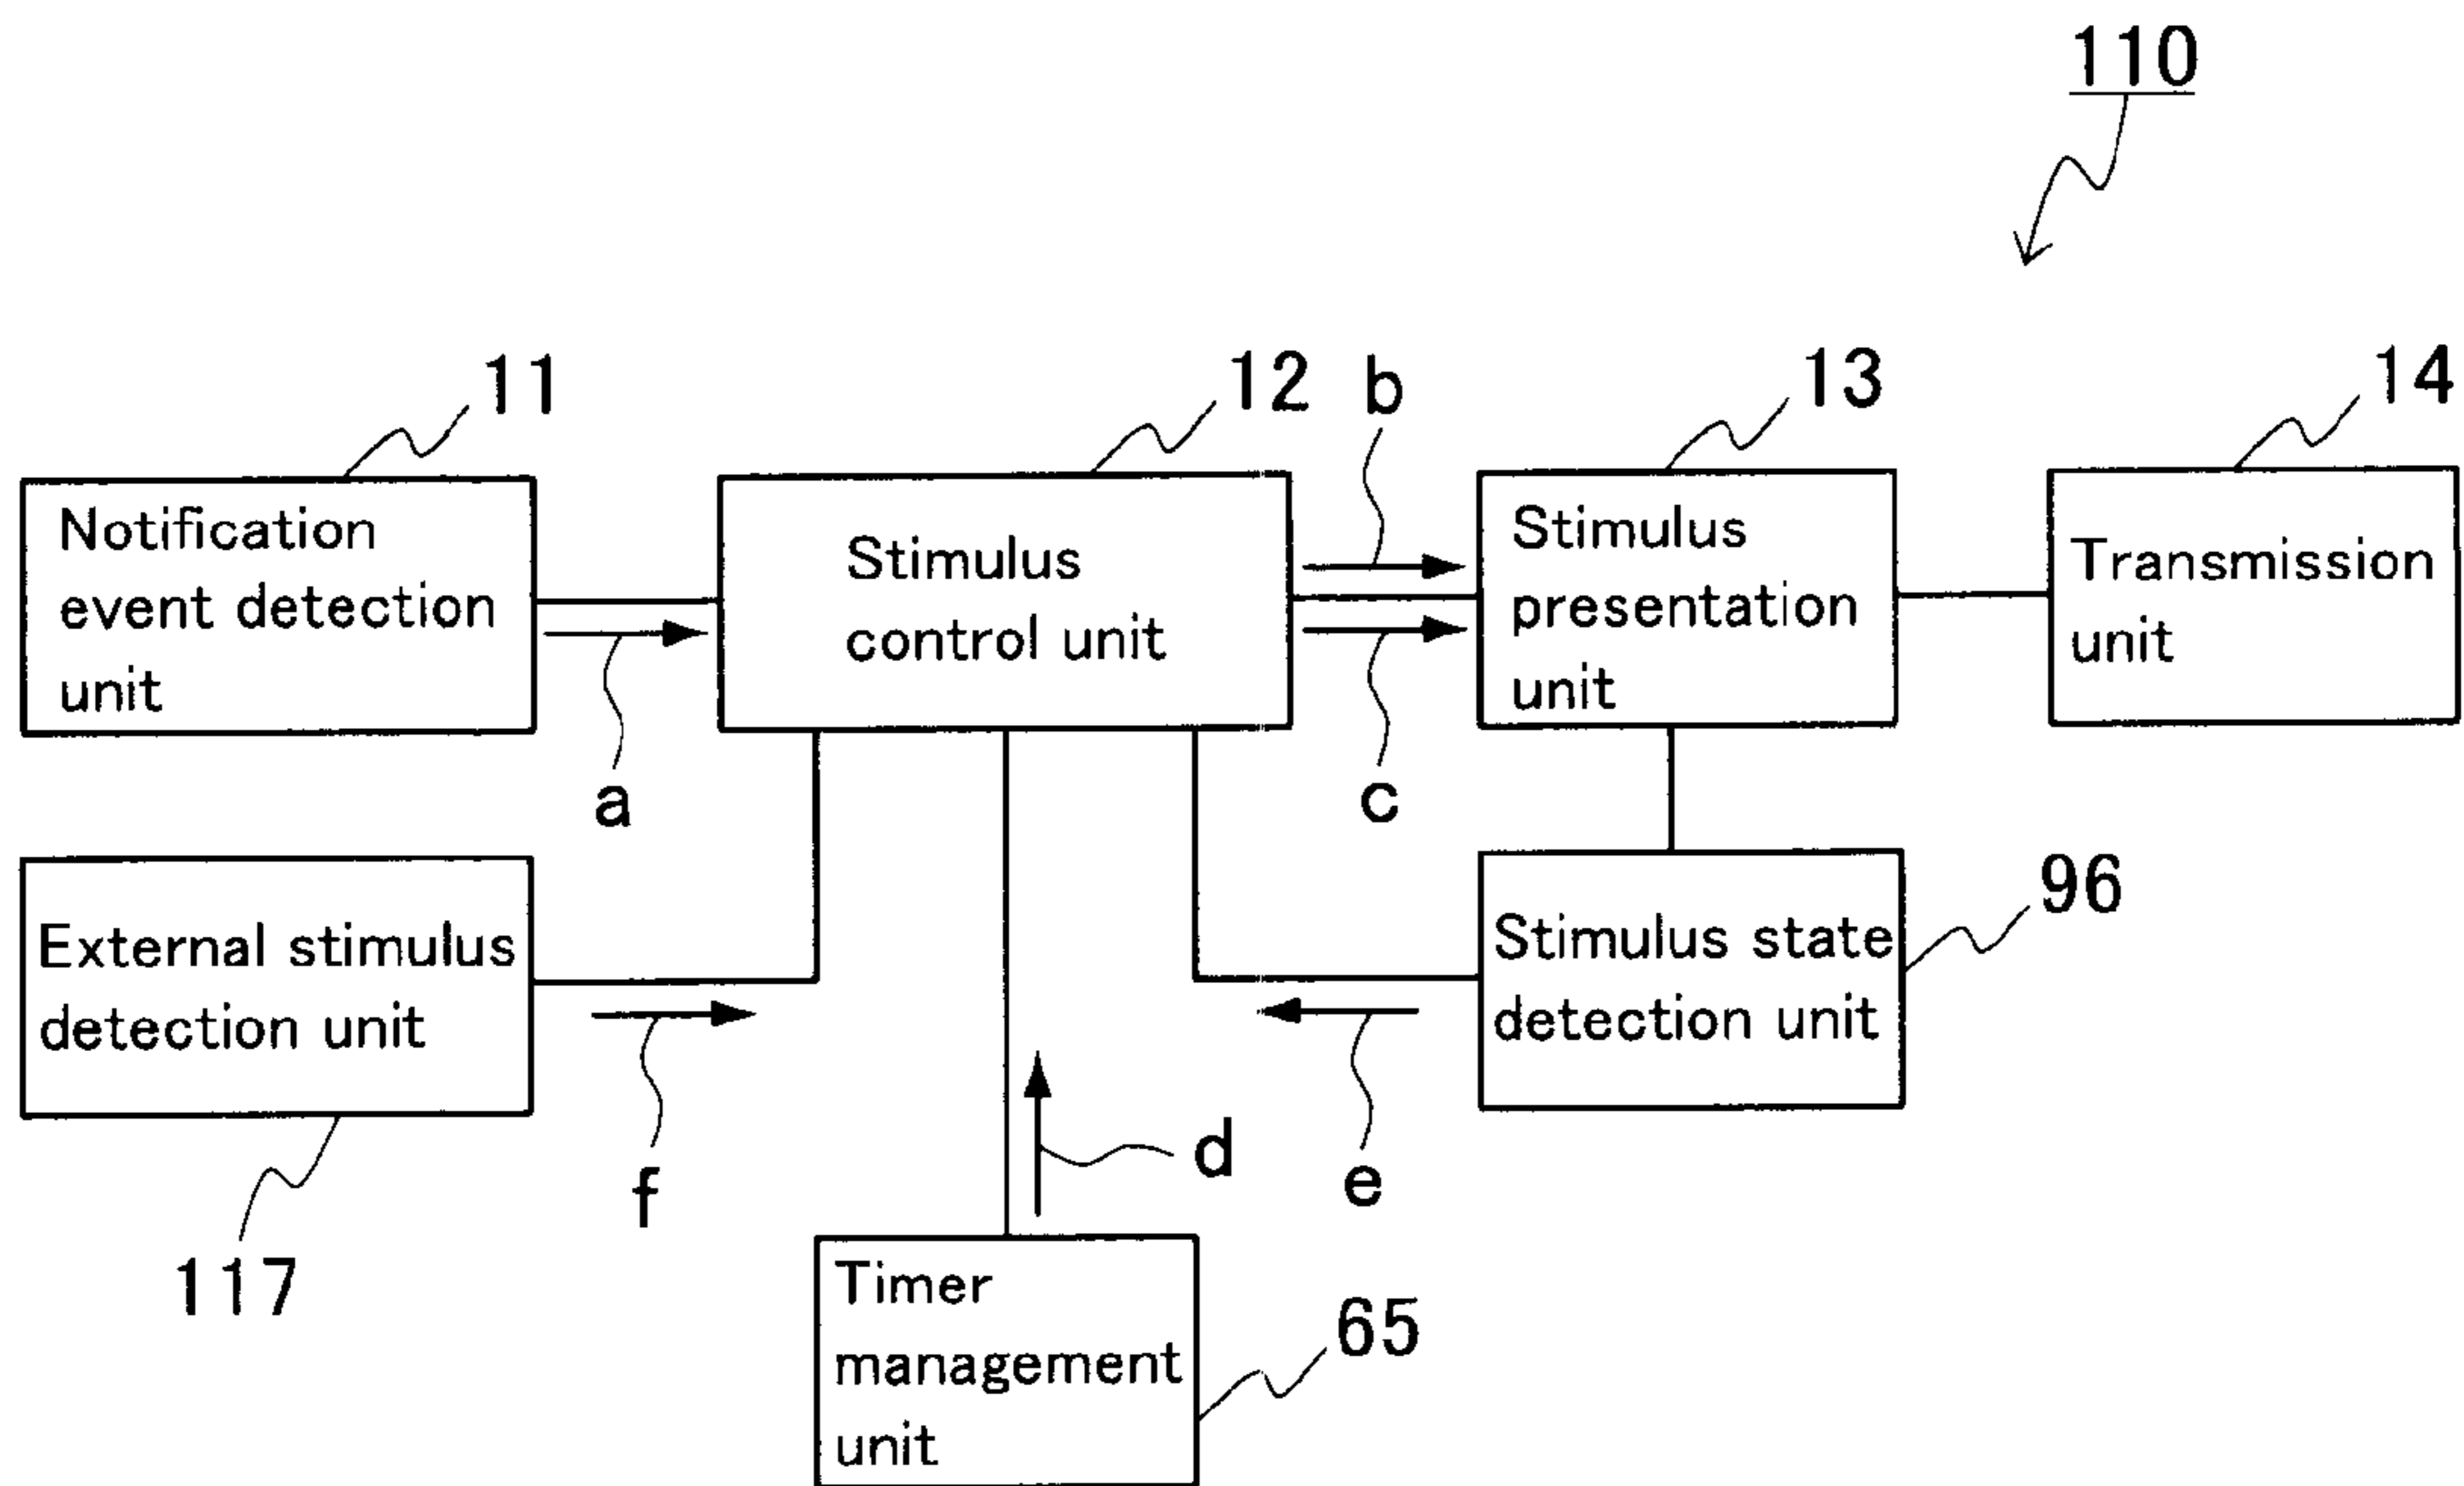 110
11
12
b
13
14
Notification
event detection
unit
Stimulus
control unit
Stimulus
presentation
unit
Transmission
unit
a
c
External stimulus
detection unit
Stimulus state
detection unit
96
f
d
e
117
Timer
management
unit
65